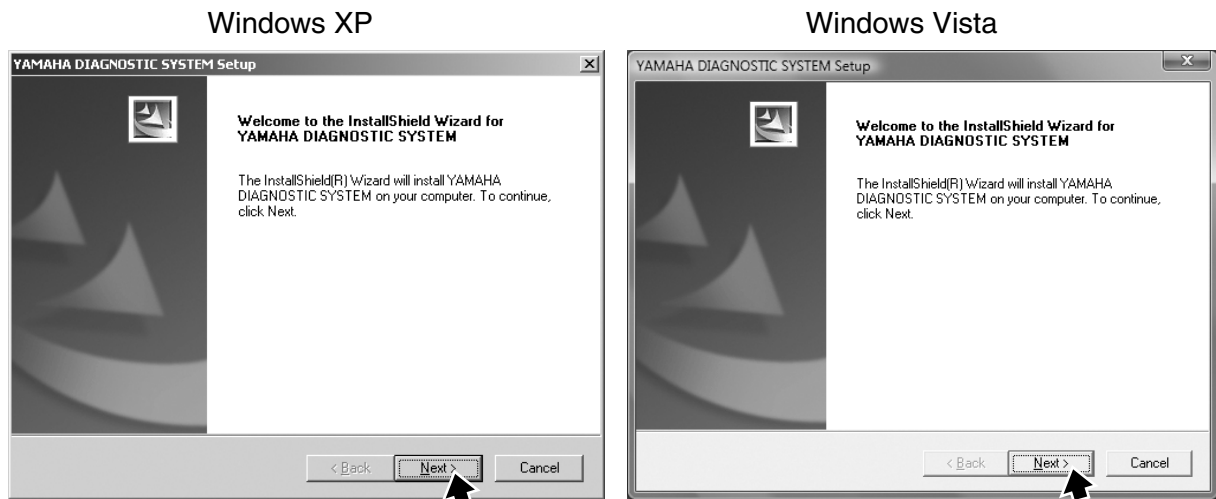 Windows XP
YAMAHA DIAGNOSTIC SYSTEM Setup
Welcome to the InstallShield Wizard for
YAMAHA DIAGNOSTIC SYSTEM
The InstallShield(R) Wizard will install YAMAHA
DIAGNOSTIC SYSTEM on your computer. To continue,
click Next.
< Back
Next >
Cancel
Windows Vista
YAMAHA DIAGNOSTIC SYSTEM Setup
Welcome to the InstallShield Wizard for
YAMAHA DIAGNOSTIC SYSTEM
The InstallShield(R) Wizard will install YAMAHA
DIAGNOSTIC SYSTEM on your computer. To continue,
click Next.
< Back
Next >
Cancel